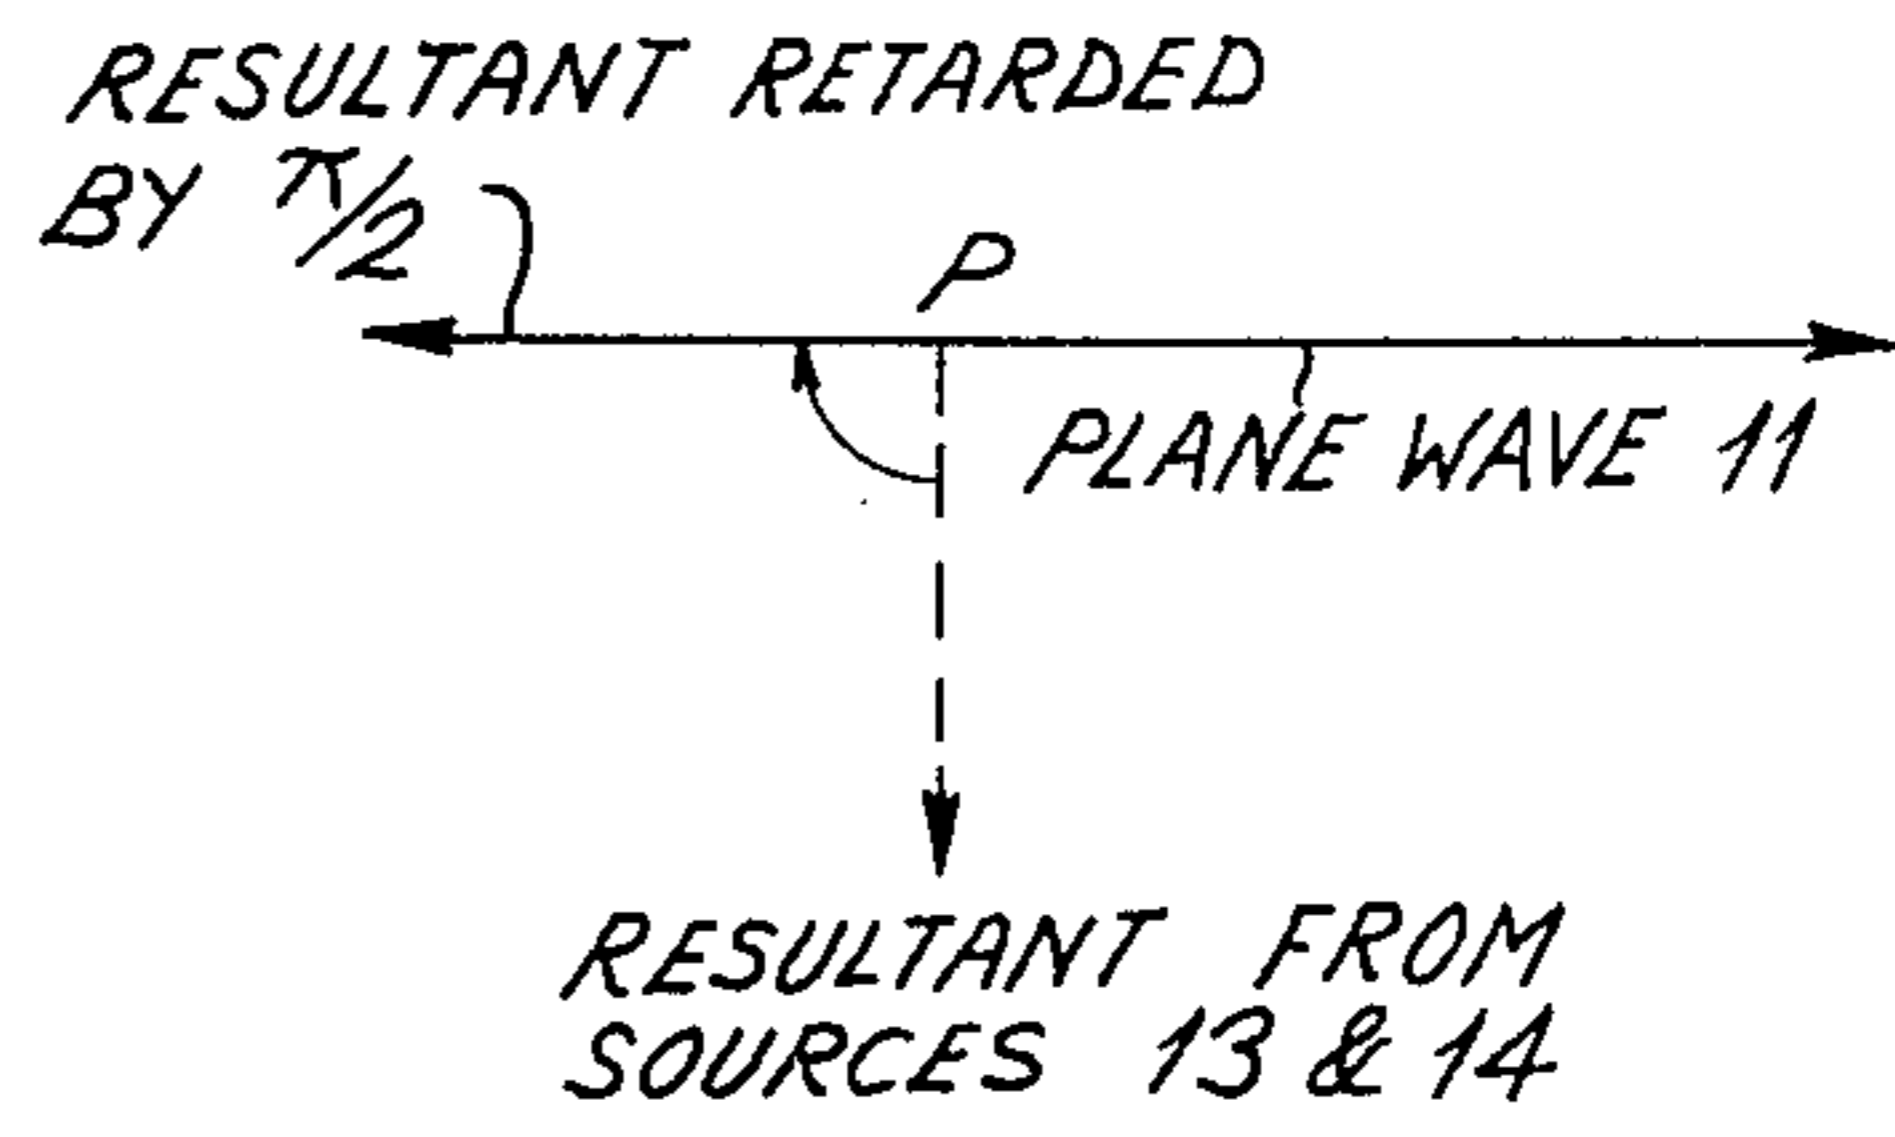 RESULTANT RETARDED
BY π/2
P
PLANE WAVE 11
RESULTANT FROM
SOURCES 13 & 14